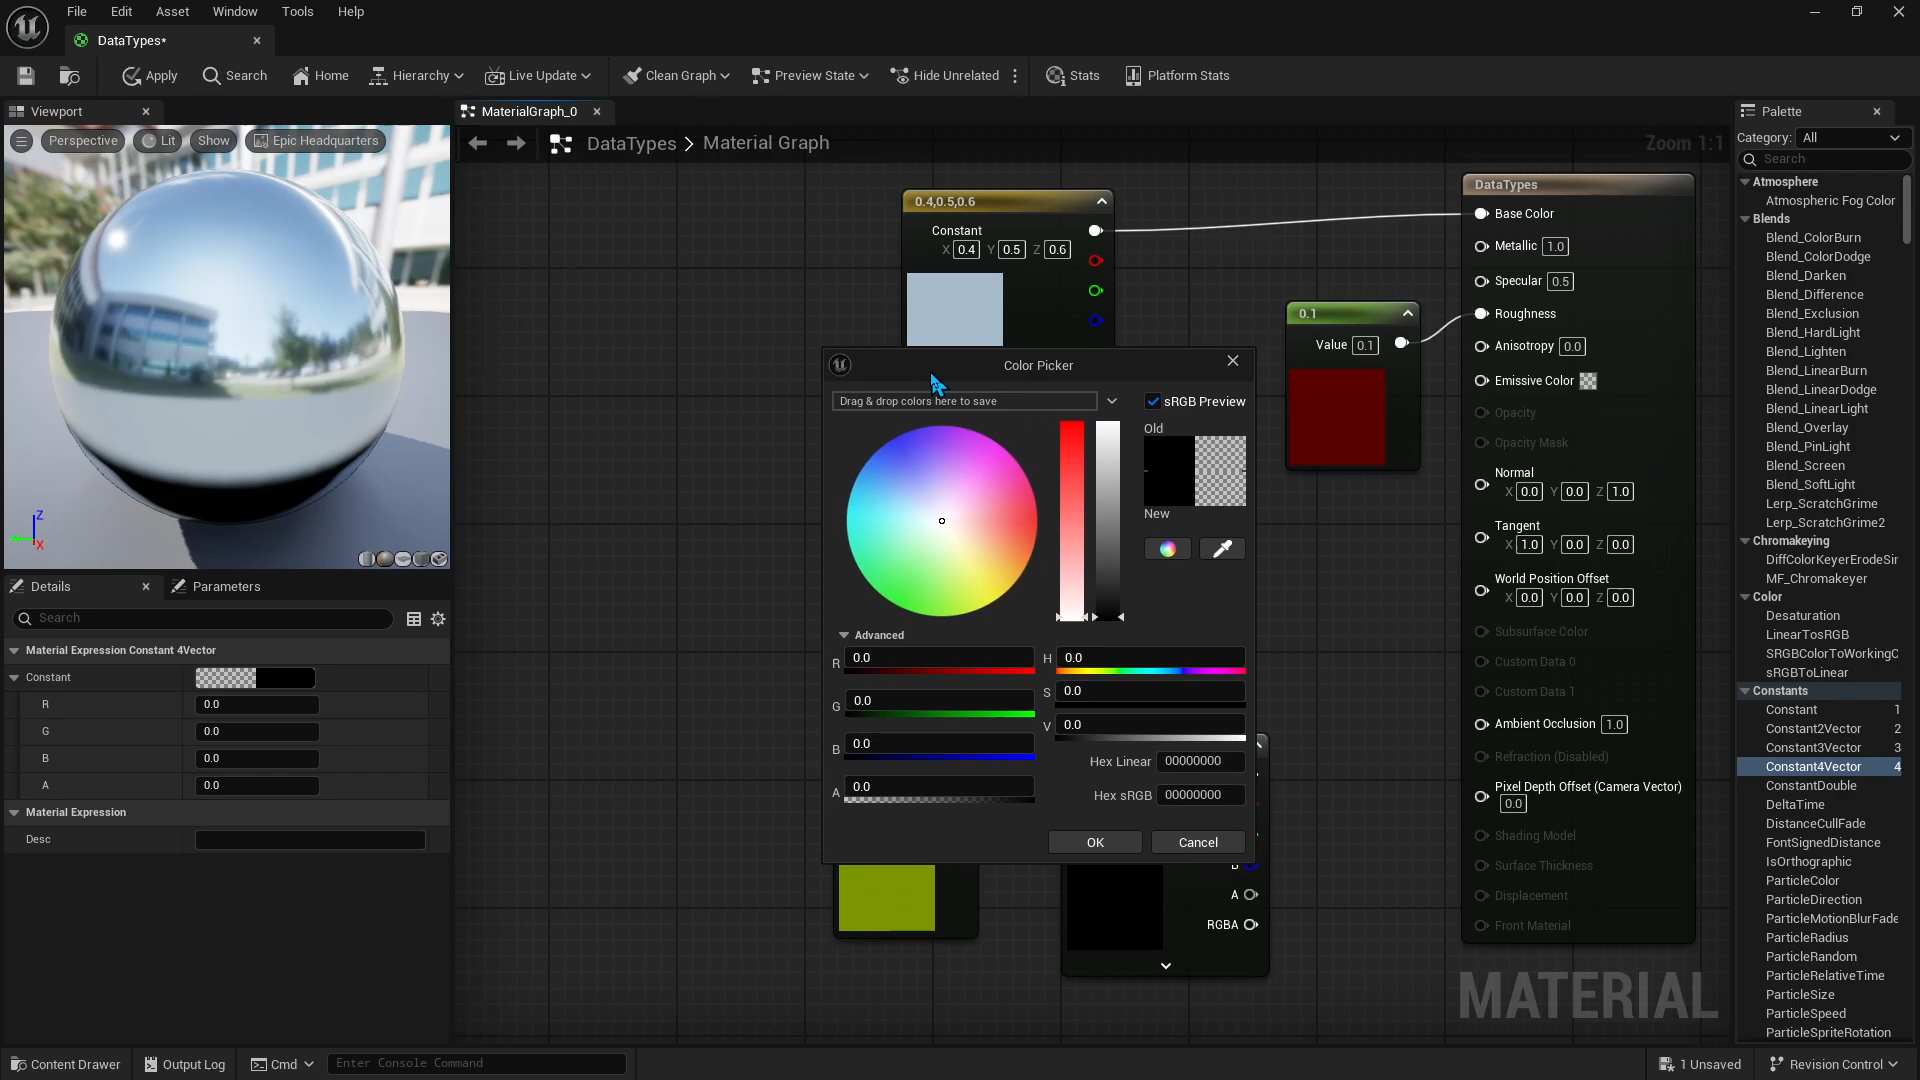 File Edit Asset Window Tools Help
DataTypes*
Apply Search Home Hierarchy Live Update Clean Graph Preview State Hide Unrelated Stats Platform Stats
Viewport
Perspective Lit Show Epic Headquarters
Z
X
MaterialGraph_0
DataTypes > Material Graph
Zoom 1:1
0.4,0.5,0.6
Constant
X 0.4 Y 0.5 Z 0.6
0.1
Value 0.1
DataTypes
Base Color
Metallic 1.0
Specular 0.5
Roughness
Anisotropy 0.0
Emissive Color
Opacity
Opacity Mask
Normal
X 0.0 Y 0.0 Z 1.0
Tangent
X 1.0 Y 0.0 Z 0.0
World Position Offset
X 0.0 Y 0.0 Z 0.0
Subsurface Color
Custom Data 0
Custom Data 1
Ambient Occlusion 1.0
Refraction (Disabled)
Pixel Depth Offset (Camera Vector)
0.0
Shading Model
Surface Thickness
Displacement
Front Material
MATERIAL
Color Picker
Drag & drop colors here to save
sRGB Preview
Old
New
Advanced
R 0.0
G 0.0
B 0.0
A 0.0
H 0.0
S 0.0
V 0.0
Hex Linear 00000000
Hex sRGB 00000000
OK Cancel
B
A
RGBA
Details Parameters
Search
Material Expression Constant 4Vector
Constant
R 0.0
G 0.0
B 0.0
A 0.0
Material Expression
Desc
Palette
Category: All
Search
Atmosphere
Atmospheric Fog Color
Blends
Blend_ColorBurn
Blend_ColorDodge
Blend_Darken
Blend_Difference
Blend_Exclusion
Blend_HardLight
Blend_Lighten
Blend_LinearBurn
Blend_LinearDodge
Blend_LinearLight
Blend_Overlay
Blend_PinLight
Blend_Screen
Blend_SoftLight
Lerp_ScratchGrime
Lerp_ScratchGrime2
Chromakeying
DiffColorKeyerErodeSir
MF_Chromakeyer
Color
Desaturation
LinearTosRGB
SRGBColorToWorkingC
sRGBToLinear
Constants
Constant 1
Constant2Vector 2
Constant3Vector 3
Constant4Vector 4
ConstantDouble
DeltaTime
DistanceCullFade
FontSignedDistance
IsOrthographic
ParticleColor
ParticleDirection
ParticleMotionBlurFade
ParticleRadius
ParticleRandom
ParticleRelativeTime
ParticleSize
ParticleSpeed
ParticleSpriteRotation
Content Drawer Output Log Cmd Enter Console Command 1 Unsaved Revision Control